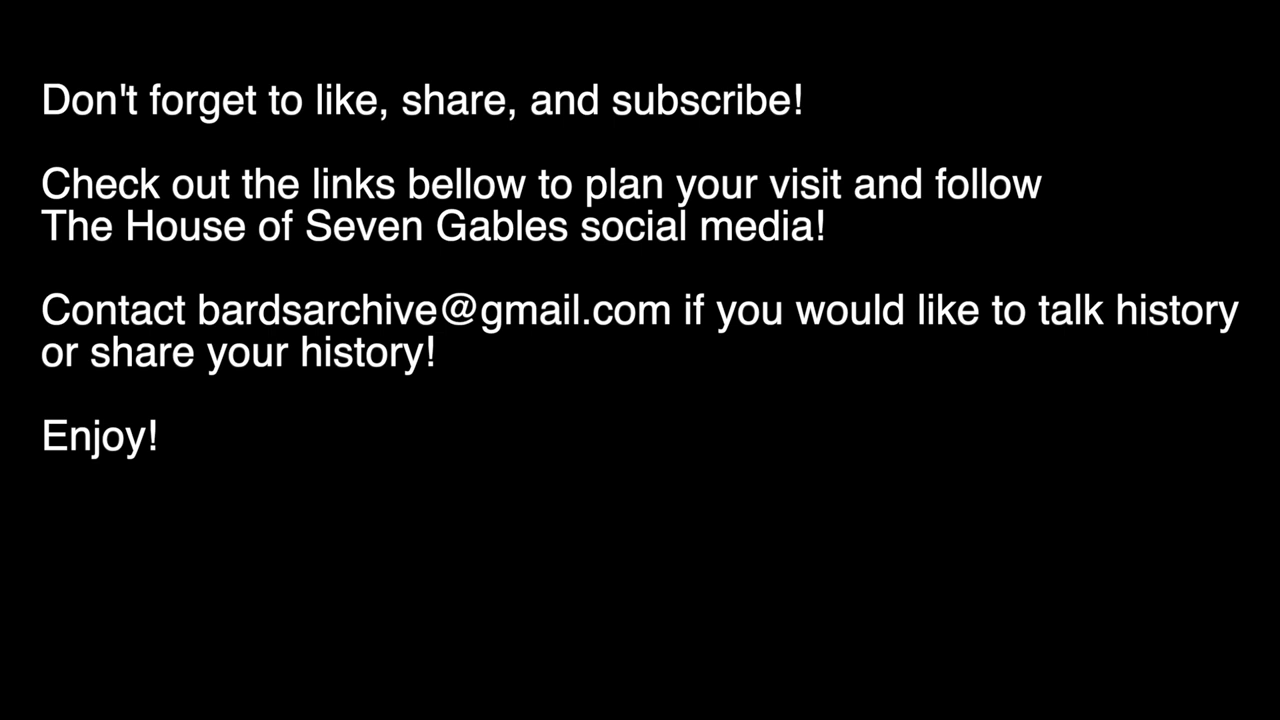 Don't forget to like, share, and subscribe!
Check out the links bellow to plan your visit and follow
The House of Seven Gables social media!
Contact bardsarchive@gmail.com if you would like to talk history
or share your history!
Enjoy!